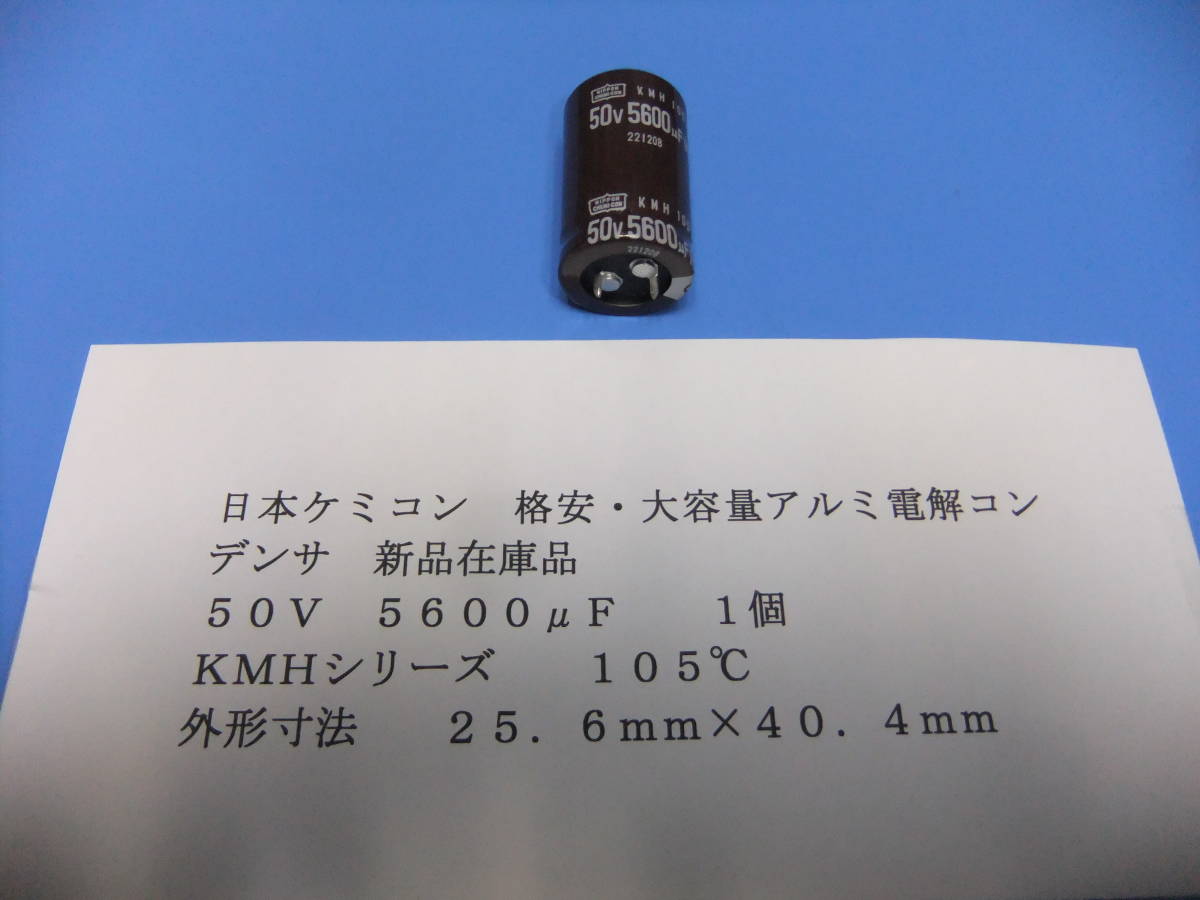 NIPPON CHEMI-CON KMH
50V 5600µF
221208
NIPPON CHEMI-CON KMH
50V 5600µF
221208
日本ケミコン　格安・大容量アルミ電解コン
デンサ　新品在庫品
５０Ｖ　５６００μＦ　　１個
ＫＭＨシリーズ　　１０５℃
外形寸法　　２５．６ｍｍ×４０．４ｍｍ